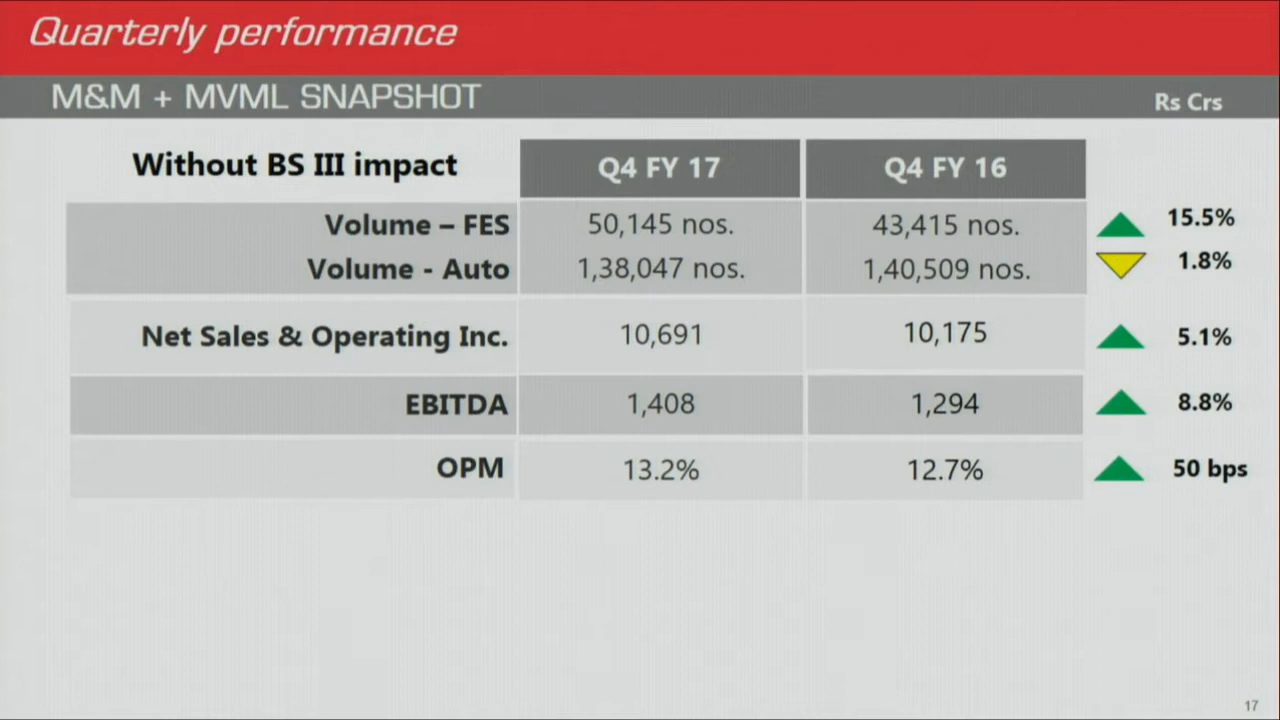 Quarterly performance
M&M + MVML SNAPSHOT Rs Crs
Without BS III impact Q4 FY 17 Q4 FY 16
Volume – FES 50,145 nos. 43,415 nos. 15.5%
Volume - Auto 1,38,047 nos. 1,40,509 nos. 1.8%
Net Sales & Operating Inc. 10,691 10,175 5.1%
EBITDA 1,408 1,294 8.8%
OPM 13.2% 12.7% 50 bps
17